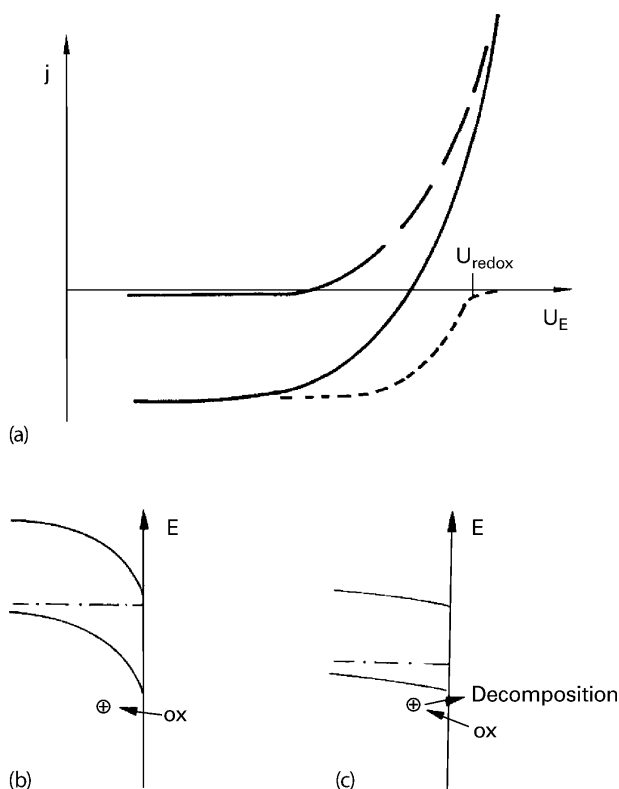 j
U_redox
U_E
(a)
E
⊕ ox
(b)
E
Decomposition
⊕
ox
(c)